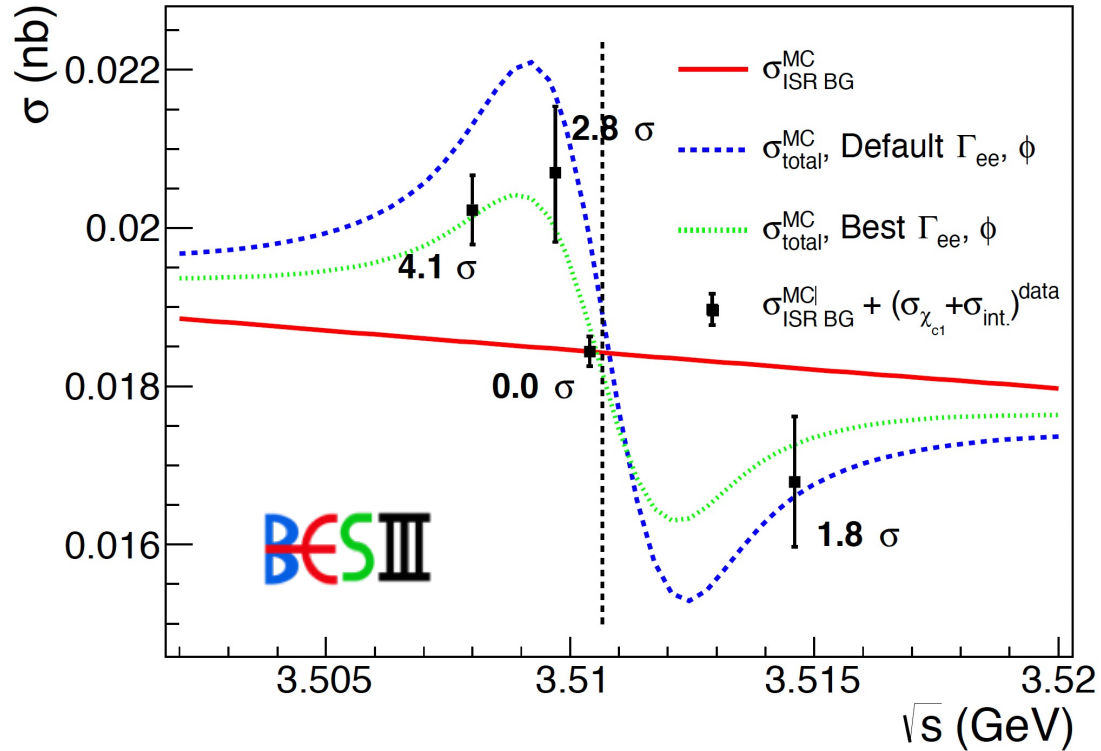 σ (nb)
0.022
0.02
0.018
0.016
σ^MC_ISR BG
σ^MC_total, Default Γ_ee, ϕ
σ^MC_total, Best Γ_ee, ϕ
σ^MC_ISR BG + (σ_χ_c1+σ_int.)^data
2.8 σ
4.1 σ
0.0 σ
1.8 σ
BESIII
3.505
3.51
3.515
3.52
√s (GeV)